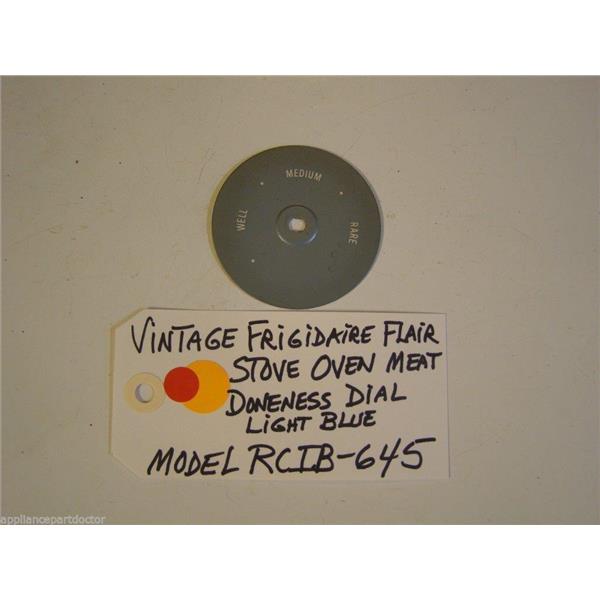 MEDIUM
WELL
RARE
VINTAGE FRIGIDAIRE FLAIR
STOVE OVEN MEAT
DONENESS DIAL
LIGHT BLUE
MODEL RCIB-645
appliancepartdoctor